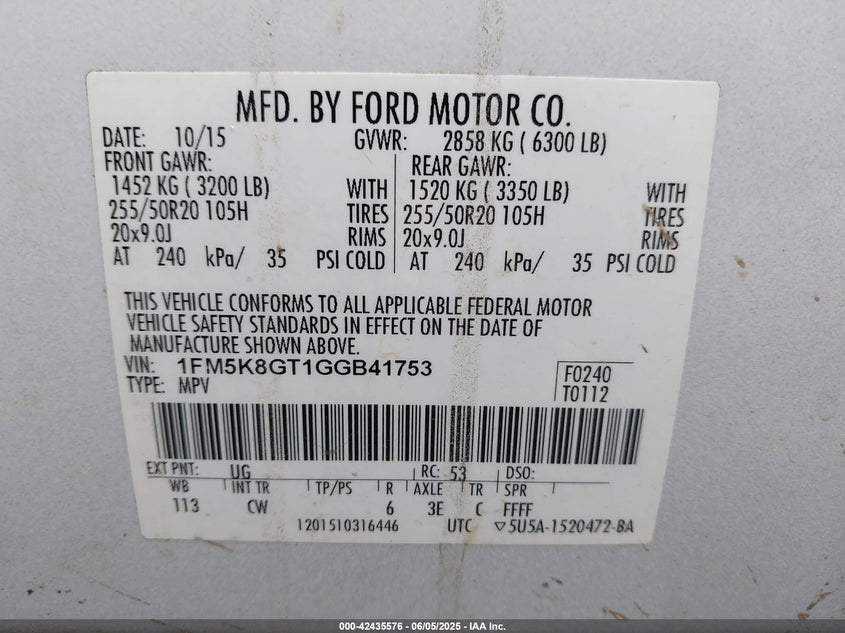 MFD. BY FORD MOTOR CO.
DATE: 10/15 GVWR: 2858 KG ( 6300 LB)
FRONT GAWR: REAR GAWR:
1452 KG ( 3200 LB) WITH 1520 KG ( 3350 LB) WITH
255/50R20 105H TIRES 255/50R20 105H TIRES
20x9.0J RIMS 20x9.0J RIMS
AT 240 kPa/ 35 PSI COLD AT 240 kPa/ 35 PSI COLD
THIS VEHICLE CONFORMS TO ALL APPLICABLE FEDERAL MOTOR
VEHICLE SAFETY STANDARDS IN EFFECT ON THE DATE OF
MANUFACTURE SHOWN ABOVE.
VIN: 1FM5K8GT1GGB41753
TYPE: MPV
F0240
T0112
EXT PNT: UG RC: 53 DSO:
WB INT TR TP/PS R AXLE TR SPR
113 CW 6 3E C FFFF
1201510316446 UTC ▽5U5A-1520472-BA
000-42435576 | 06/05/2025 - IAA Inc.